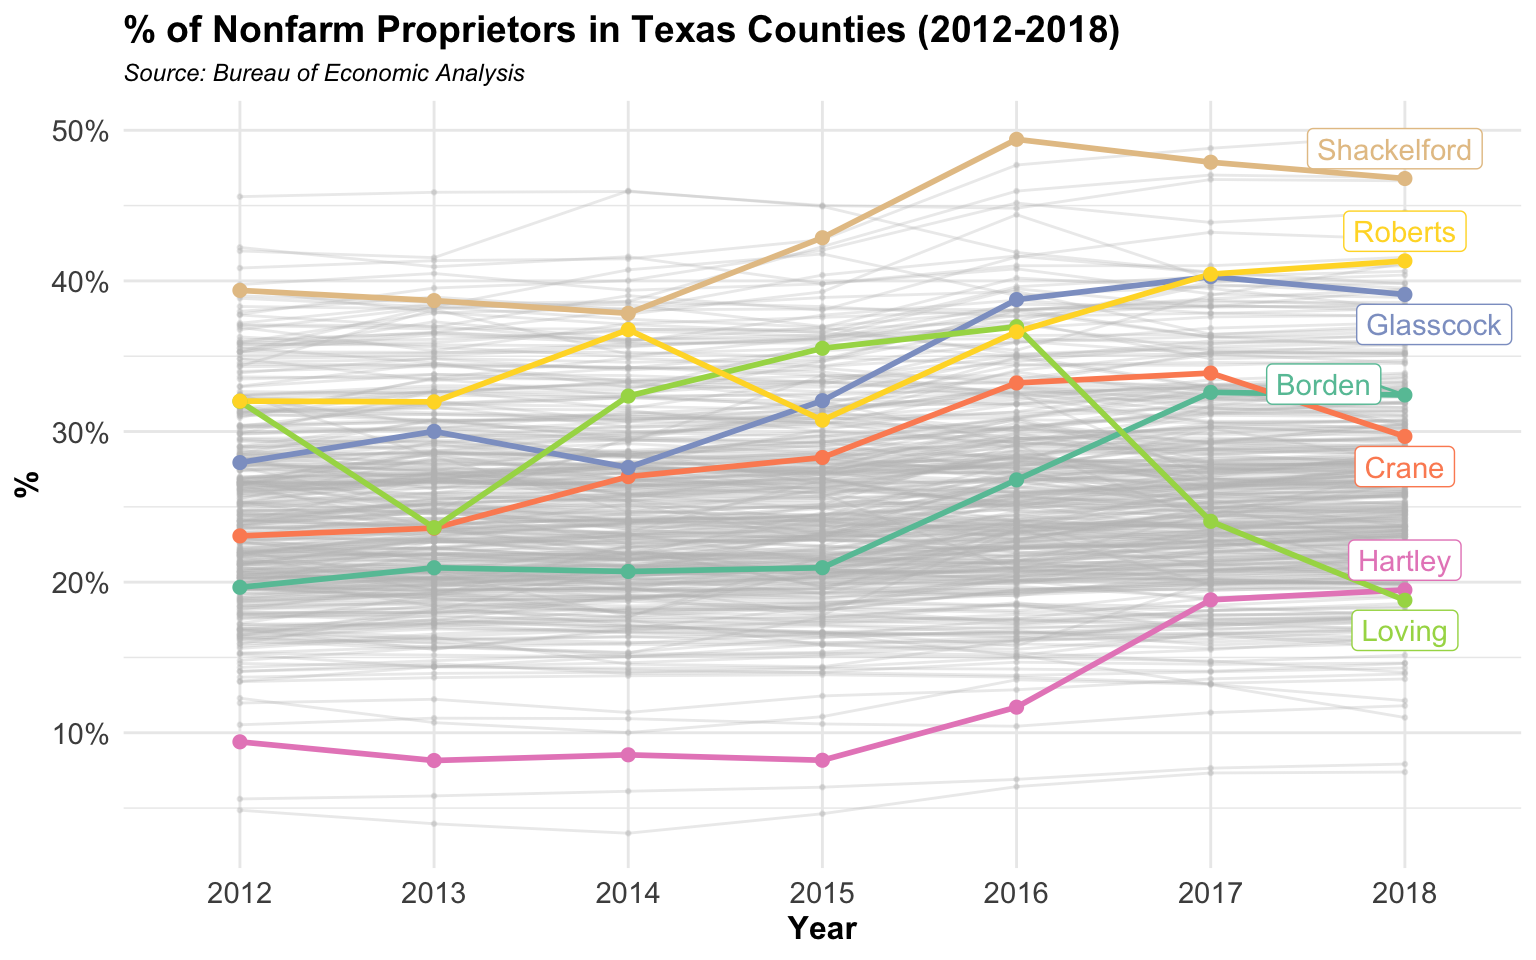 % of Nonfarm Proprietors in Texas Counties (2012-2018)
Source: Bureau of Economic Analysis
50%
40%
30%
20%
10%
%
Shackelford
Roberts
Glasscock
Borden
Crane
Hartley
Loving
2012 2013 2014 2015 2016 2017 2018
Year